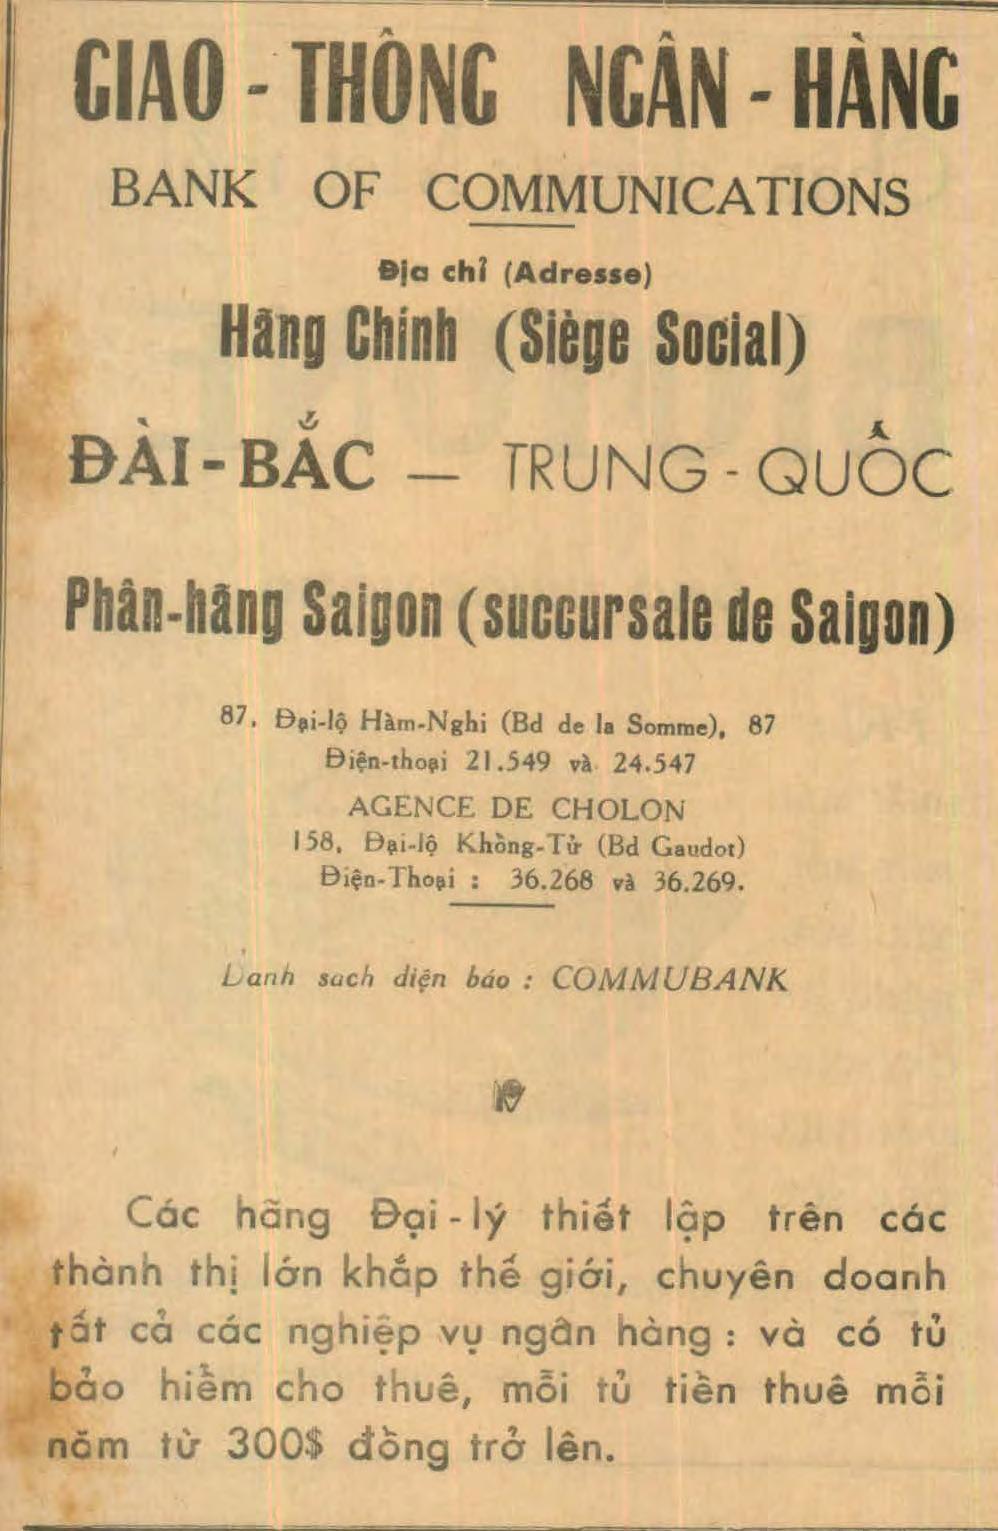 GIAO - THÔNG NGÂN - HÀNG
BANK OF COMMUNICATIONS
Địa chỉ (Adresse)
Hãng Chính (Siège Social)
ĐÀI - BẮC — TRUNG - QUỐC
Phân-hãng Saigon (succursale de Saigon)
87, Đại-lộ Hàm-Nghi (Bd de la Somme), 87
Điện-thoại 21.549 và 24.547
AGENCE DE CHOLON
158, Đại-lộ Khồng-Tử (Bd Gaudot)
Điện-Thoại : 36.268 và 36.269.
Danh sach diện báo : COMMUBANK
Các hãng Đại - lý thiết lập trên các
thành thị lớn khắp thế giới, chuyên doanh
tất cả các nghiệp vụ ngân hàng : và có tủ
bảo hiềm cho thuê, mỗi tủ tiền thuê mỗi
năm từ 300$ đồng trở lên.